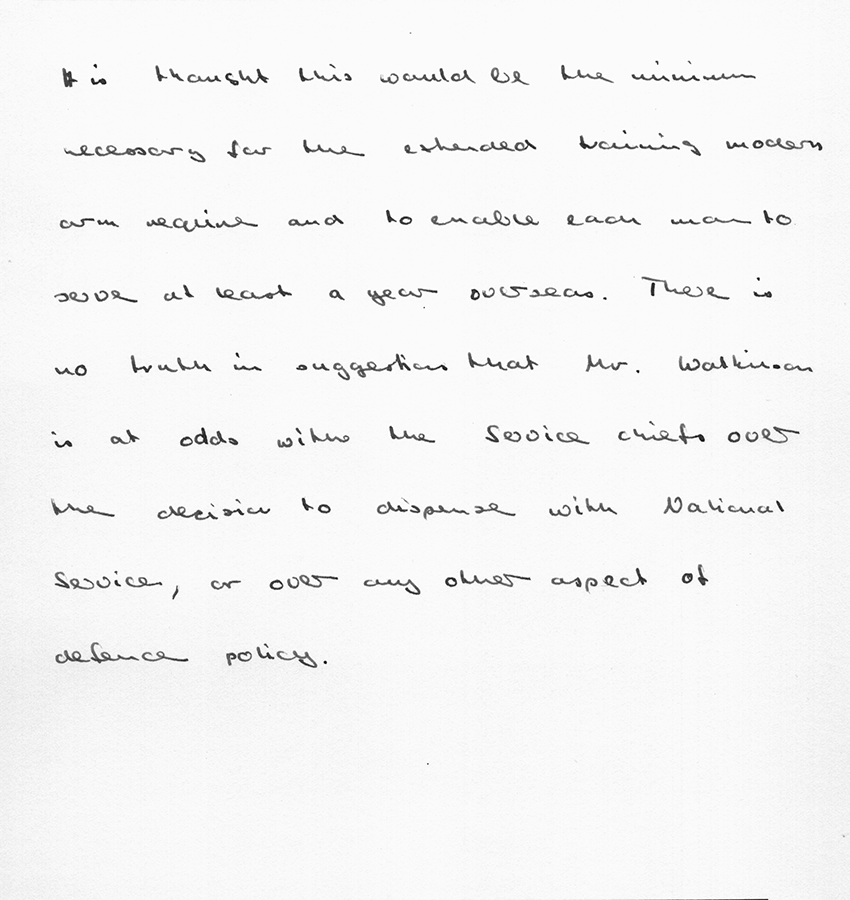 It is thought this would be the minimum
necessary for the extended training modern
arm require and to enable each man to
serve at least a year overseas. There is
no truth in suggestions that Mr. Watkinson
is at odds with the Service chiefs over
the decision to dispense with National
Service, or over any other aspect of
defence policy.